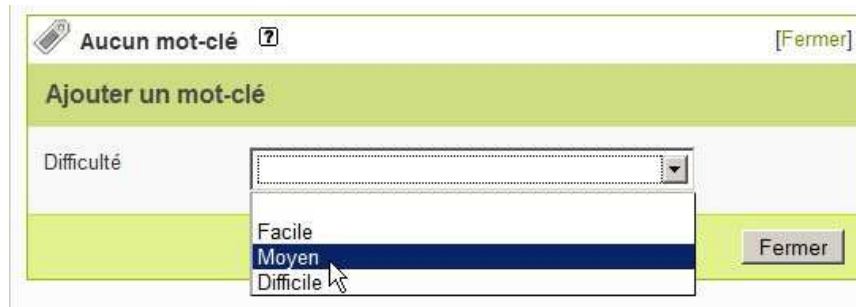 Aucun mot-clé ? [Fermer]
Ajouter un mot-clé
Difficulté
Facile
Moyen
Difficile
Fermer